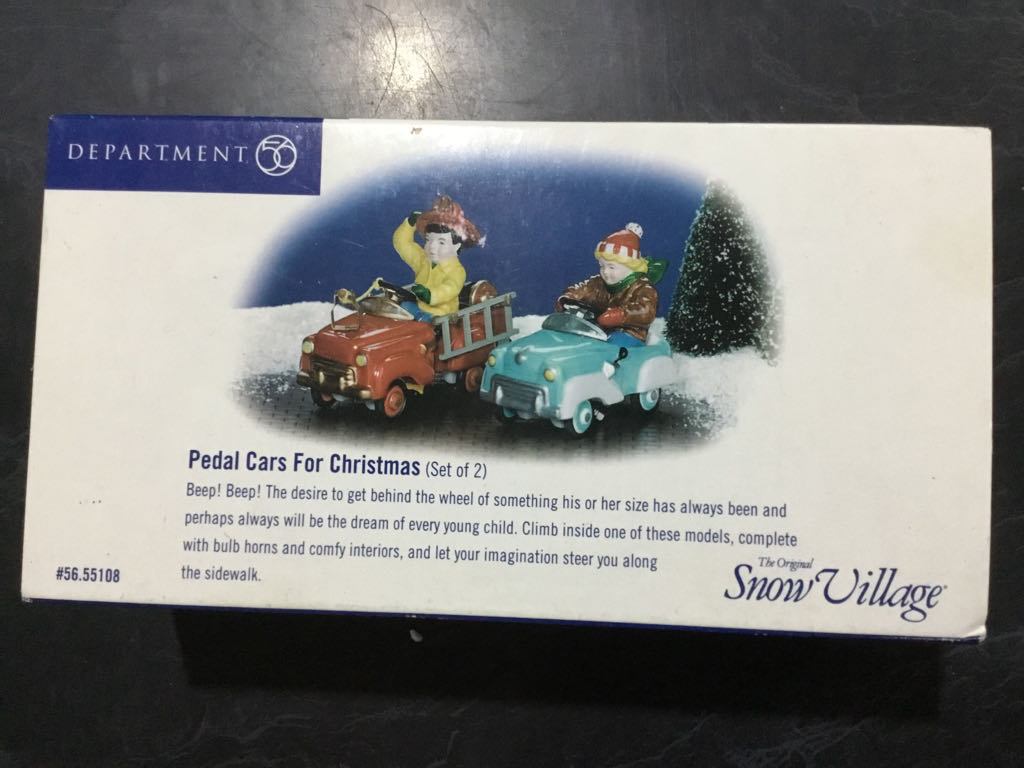 DEPARTMENT 56
Pedal Cars For Christmas (Set of 2)
Beep! Beep! The desire to get behind the wheel of something his or her size has always been and
perhaps always will be the dream of every young child. Climb inside one of these models, complete
with bulb horns and comfy interiors, and let your imagination steer you along
the sidewalk.
#56.55108
The Original
Snow Village